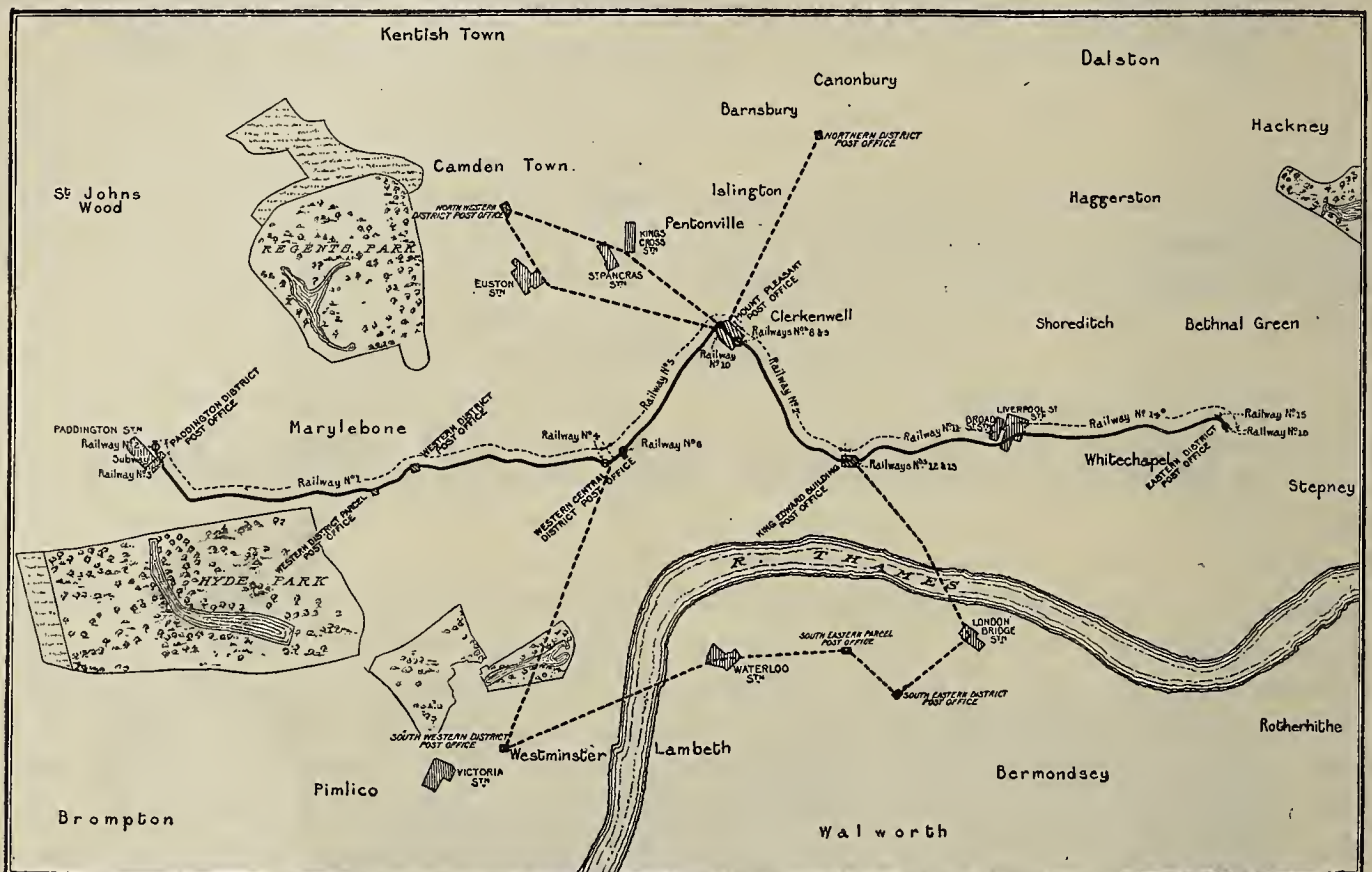 Kentish Town
Dalston
Canonbury
Barnsbury
Hackney
NORTHERN DISTRICT
POST OFFICE
Camden Town.
St Johns
Wood
Islington
Haggerston
NORTH WESTERN
DISTRICT POST OFFICE
Pentonville
KINGS
CROSS
STN
REGENTS PARK
ST PANCRAS
STN
EUSTON
STN
MOUNT PLEASANT
POST OFFICE
Clerkenwell
Railways Nos 8 & 9
Shoreditch
Bethnal Green
Railway
No 10
Railway No 5
Railway No 7
PADDINGTON DISTRICT
POST OFFICE
WESTERN DISTRICT
POST OFFICE
PADDINGTON STN
Marylebone
Railway No
Subway
Railway No 3
Railway No 1
Railway No 4
Railway No 6
BROAD
ST STN
LIVERPOOL ST
STN
Railway No 11
Railway No 14
Railway No 15
Railway No
Whitechapel
EASTERN DISTRICT
POST OFFICE
Railways Nos 12 & 13
Stepney
WESTERN CENTRAL
DISTRICT POST OFFICE
KING EDWARD BUILDING
POST OFFICE
WESTERN DISTRICT PARCEL
POST OFFICE
R. THAMES
HYDE PARK
LONDON
BRIDGE
STN
SOUTH EASTERN PARCEL
POST OFFICE
WATERLOO
STN
SOUTH EASTERN DISTRICT
POST OFFICE
SOUTH WESTERN DISTRICT
POST OFFICE
Westminster
Lambeth
Rotherhithe
VICTORIA
STN
Pimlico
Bermondsey
Brompton
Walworth